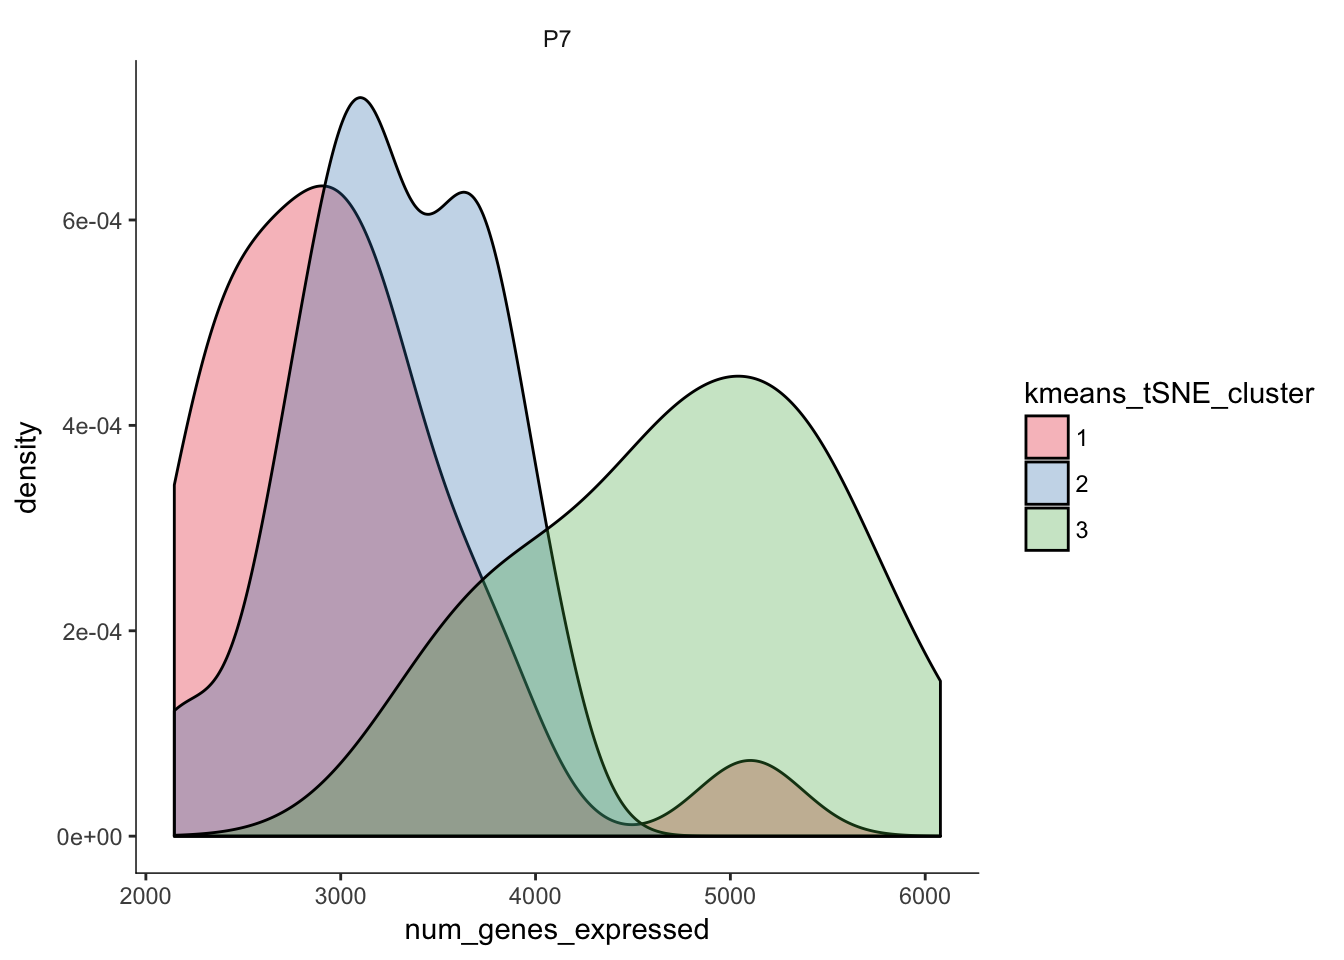 P7
density
6e-04
4e-04
2e-04
0e+00
2000 3000 4000 5000 6000
num_genes_expressed
kmeans_tSNE_cluster
1
2
3